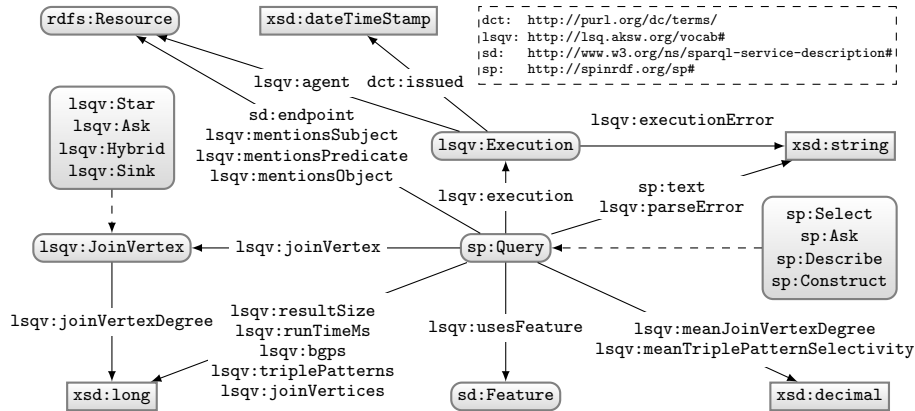 rdfs:Resource
xsd:dateTimeStamp
dct: http://purl.org/dc/terms/
lsqv: http://lsq.aksw.org/vocab#
sd: http://www.w3.org/ns/sparql-service-description#
sp: http://spinrdf.org/sp#
lsqv:agent
dct:issued
lsqv:Star
lsqv:Ask
lsqv:Hybrid
lsqv:Sink
sd:endpoint
lsqv:mentionsSubject
lsqv:mentionsPredicate
lsqv:mentionsObject
lsqv:Execution
lsqv:executionError
xsd:string
lsqv:execution
sp:text
lsqv:parseError
sp:Select
sp:Ask
sp:Describe
sp:Construct
lsqv:JoinVertex
lsqv:joinVertex
sp:Query
lsqv:joinVertexDegree
lsqv:resultSize
lsqv:runTimeMs
lsqv:bgps
lsqv:triplePatterns
lsqv:joinVertices
lsqv:usesFeature
lsqv:meanJoinVertexDegree
lsqv:meanTriplePatternSelectivity
xsd:long
sd:Feature
xsd:decimal